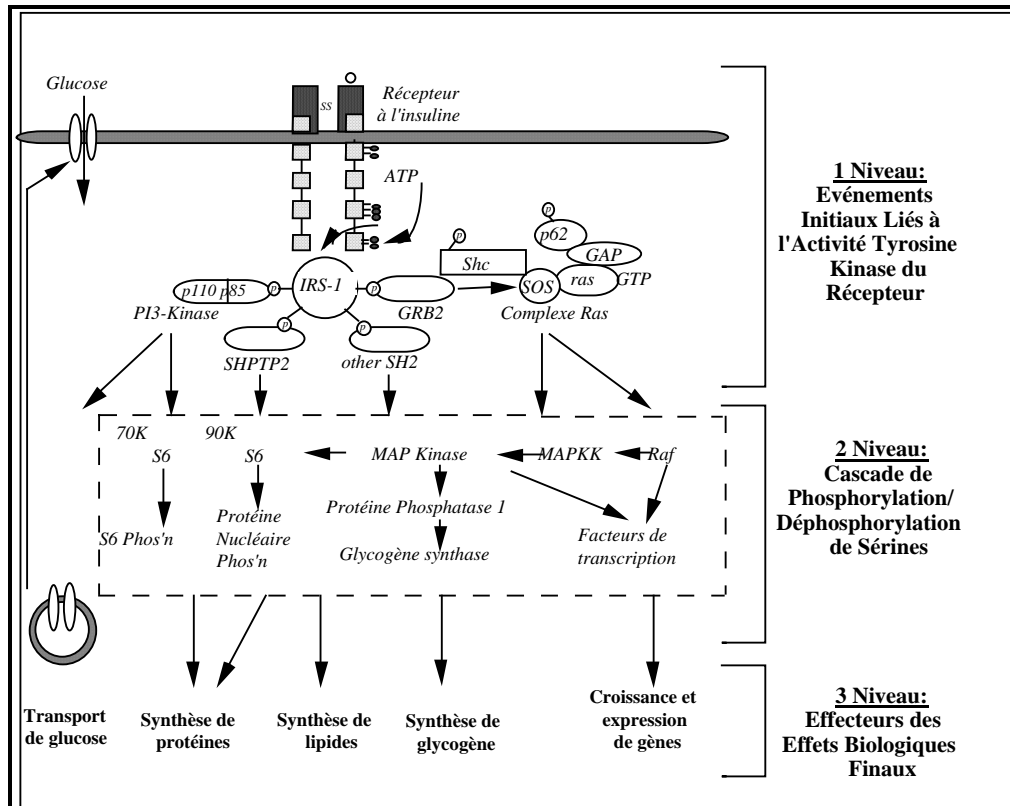 Glucose
Récepteur
à l'insuline
SS
ATP
p
p
p62
GAP
Shc
SOS
ras
GTP
IRS-1
p110 p85
p
p
PI3-Kinase
GRB2
Complexe Ras
p
p
SHPTP2
other SH2
70K
90K
S6
S6
MAP Kinase
MAPKK
Raf
S6 Phos'n
Protéine
Nucléaire
Phos'n
Protéine Phosphatase 1
Glycogène synthase
Facteurs de
transcription
Transport
de glucose
Synthèse de
protéines
Synthèse de
lipides
Synthèse de
glycogène
Croissance et
expression
de gènes
1 Niveau:
Evénements
Initiaux Liés à
l'Activité Tyrosine
Kinase du
Récepteur
2 Niveau:
Cascade de
Phosphorylation/
Déphosphorylation
de Sérines
3 Niveau:
Effecteurs des
Effets Biologiques
Finaux